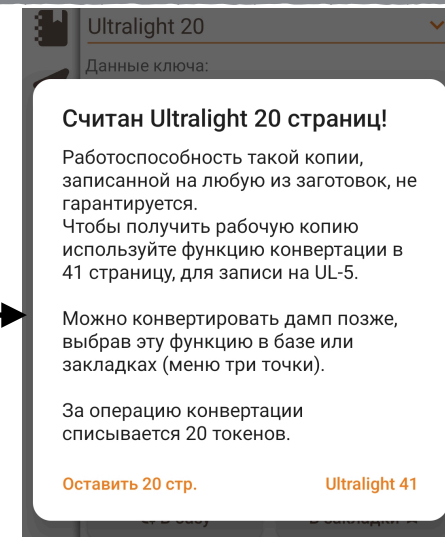 Ultralight 20
Данные ключа:
Считан Ultralight 20 страниц!
Работоспособность такой копии,
записанной на любую из заготовок, не
гарантируется.
Чтобы получить рабочую копию
используйте функцию конвертации в
41 страницу, для записи на UL-5.
Можно конвертировать дамп позже,
выбрав эту функцию в базе или
закладках (меню три точки).
За операцию конвертации
списывается 20 токенов.
Оставить 20 стр.
Ultralight 41